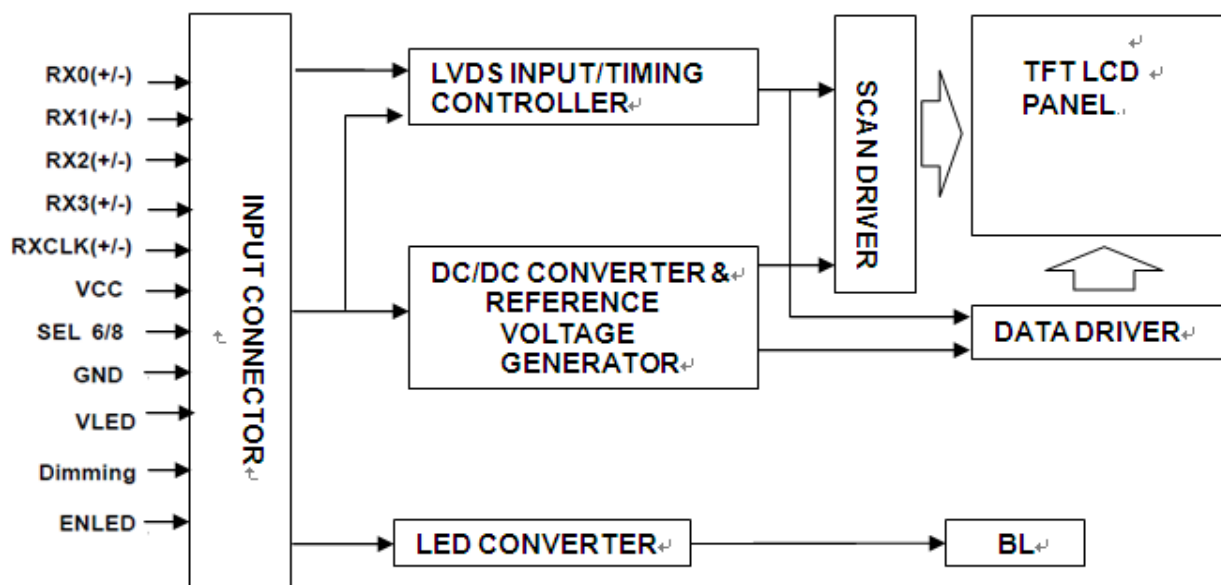 RX0(+/-)
RX1(+/-)
RX2(+/-)
RX3(+/-)
RXCLK(+/-)
VCC
SEL 6/8
GND
VLED
Dimming
ENLED
INPUT CONNECTOR
LVDS INPUT/TIMING
CONTROLLER
DC/DC CONVERTER &
REFERENCE
VOLTAGE
GENERATOR
LED CONVERTER
SCAN DRIVER
TFT LCD
PANEL
DATA DRIVER
BL